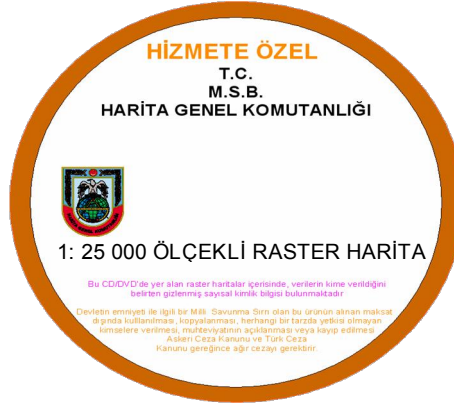 HİZMETE ÖZEL
T.C.
M.S.B.
HARİTA GENEL KOMUTANLIĞI
1: 25 000 ÖLÇEKLİ RASTER HARİTA
Bu CD/DVD'de yer alan raster haritalar içerisinde, verilerin kime verildiğini
belirten gizlenmiş sayısal kimlik bilgisi bulunmaktadır
Devletin emniyeti ile ilgili bir Milli Savunma Sırrı olan bu ürünün alınan maksat
dışında kullanılması, kopyalanması, herhangi bir tarzda yetkisi olmayan
kimselere verilmesi, muhteviyatının açıklanması veya kayıp edilmesi
Askeri Ceza Kanunu ve Türk Ceza
Kanunu gereğince ağır cezayı gerektirir